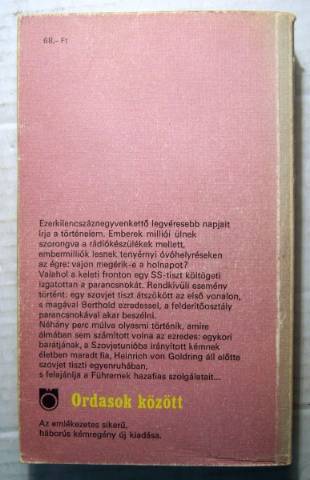 68,- Ft
Ezerkilencszáznegyvenkettő legvéresebb napjait
írja a történelem. Emberek milliói ülnek
szorongva a rádiókészülékek mellett,
embermilliók lesnek tenyérnyi óvóhelyréseken
az égre: vajon megérik-e a holnapot?
Valahol a keleti fronton egy SS-tiszt költögeti
izgatottan a parancsnokát. Rendkívüli esemény
történt: egy szovjet tiszt átszökött az első vonalon,
s magával Berthold ezredessel, a felderítőosztály
parancsnokával akar beszélni.
Néhány perc múlva olyasmi történik, amire
álmában sem számított volna az ezredes: egykori
barátjának, a Szovjetunióba irányított kémnek
életben maradt fia, Heinrich von Goldring áll előtte
szovjet tiszti egyenruhában,
s felajánlja a Führernek hazafias szolgálatait...
Ordasok között
Az emlékezetes sikerű,
háborús kémregény új kiadása.